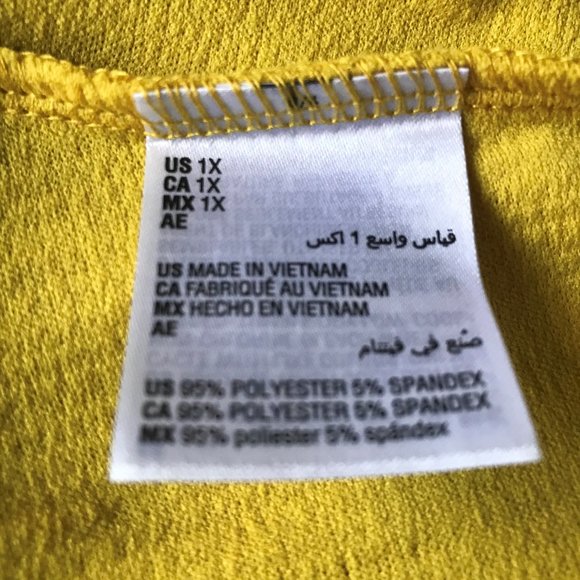 US 1X
CA 1X
MX 1X
AE
قياس واسع 1 اكس
US MADE IN VIETNAM
CA FABRIQUÉ AU VIETNAM
MX HECHO EN VIETNAM
AE
صنع في فيتنام
US 95% POLYESTER 5% SPANDEX
CA 95% POLYESTER 5% SPANDEX
MX 95% poliester 5% spándex